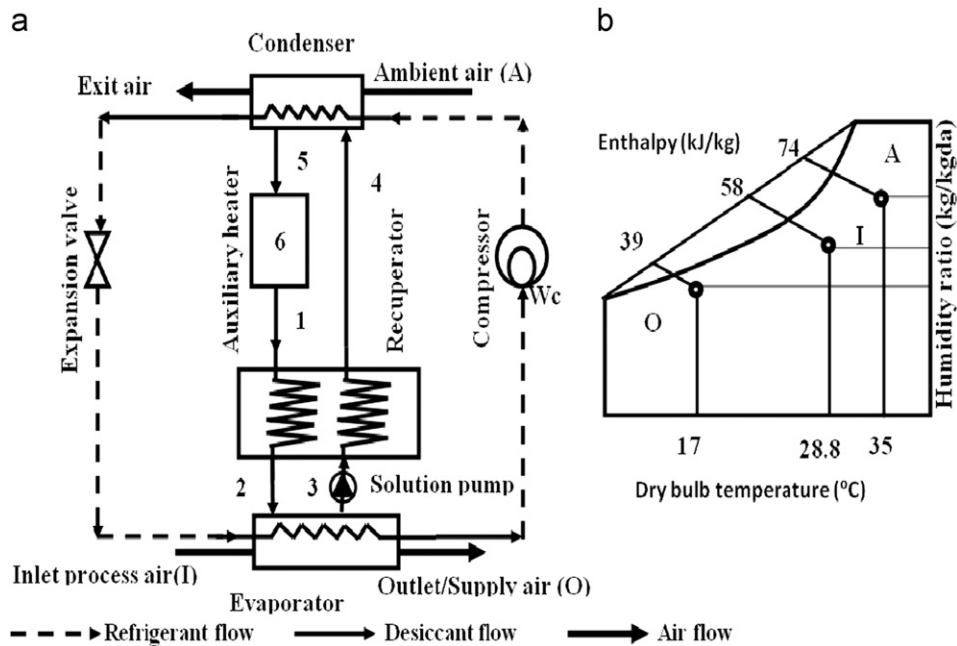 a
Condenser
Exit air
Ambient air (A)
5
4
6
Expansion valve
Auxiliary heater
Recuperator
Compressor
Wc
1
2
3
Solution pump
Inlet process air(I)
Outlet/Supply air (O)
Evaporator
Refrigerant flow
Desiccant flow
Air flow
b
Enthalpy (kJ/kg)
74
A
58
I
39
O
Humidity ratio (kg/kgda)
17
28.8
35
Dry bulb temperature (°C)